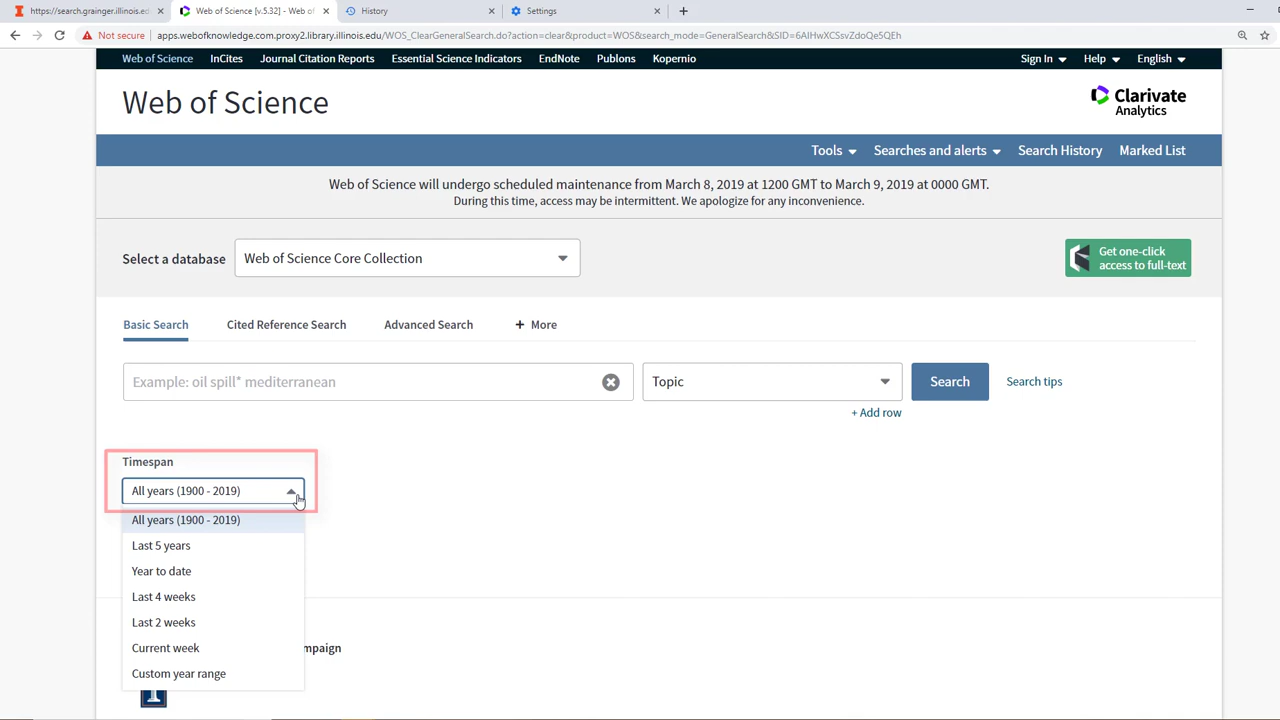 https://search.grainger.illinois.ed
Web of Science [v.5.32] - Web of
History
Settings
Not secure
apps.webofknowledge.com.proxy2.library.illinois.edu/WOS_ClearGeneralSearch.do?action=clear&product=WOS&search_mode=GeneralSearch&SID=6AIHwXCSsvZdoQe5QEh
Web of Science InCites Journal Citation Reports Essential Science Indicators EndNote Publons Kopernio Sign In Help English
Web of Science
Clarivate
Analytics
Tools Searches and alerts Search History Marked List
Web of Science will undergo scheduled maintenance from March 8, 2019 at 1200 GMT to March 9, 2019 at 0000 GMT.
During this time, access may be intermittent. We apologize for any inconvenience.
Select a database Web of Science Core Collection
Get one-click
access to full-text
Basic Search Cited Reference Search Advanced Search + More
Example: oil spill* mediterranean Topic Search Search tips
+ Add row
Timespan
All years (1900 - 2019)
All years (1900 - 2019)
Last 5 years
Year to date
Last 4 weeks
Last 2 weeks
Current week
mpaign
Custom year range